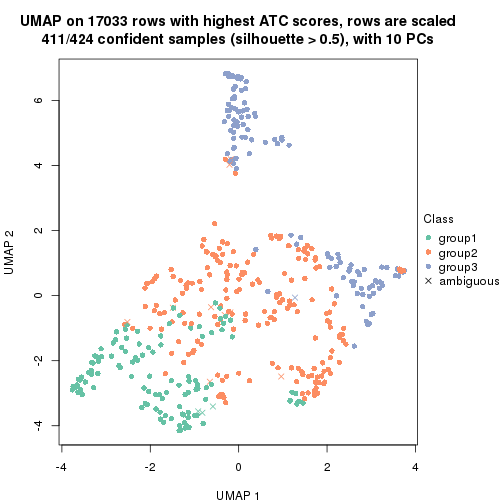 UMAP on 17033 rows with highest ATC scores, rows are scaled
411/424 confident samples (silhouette > 0.5), with 10 PCs
6
4
2
0
-2
-4
UMAP 2
-4
-2
0
2
4
UMAP 1
Class
group1
group2
group3
ambiguous